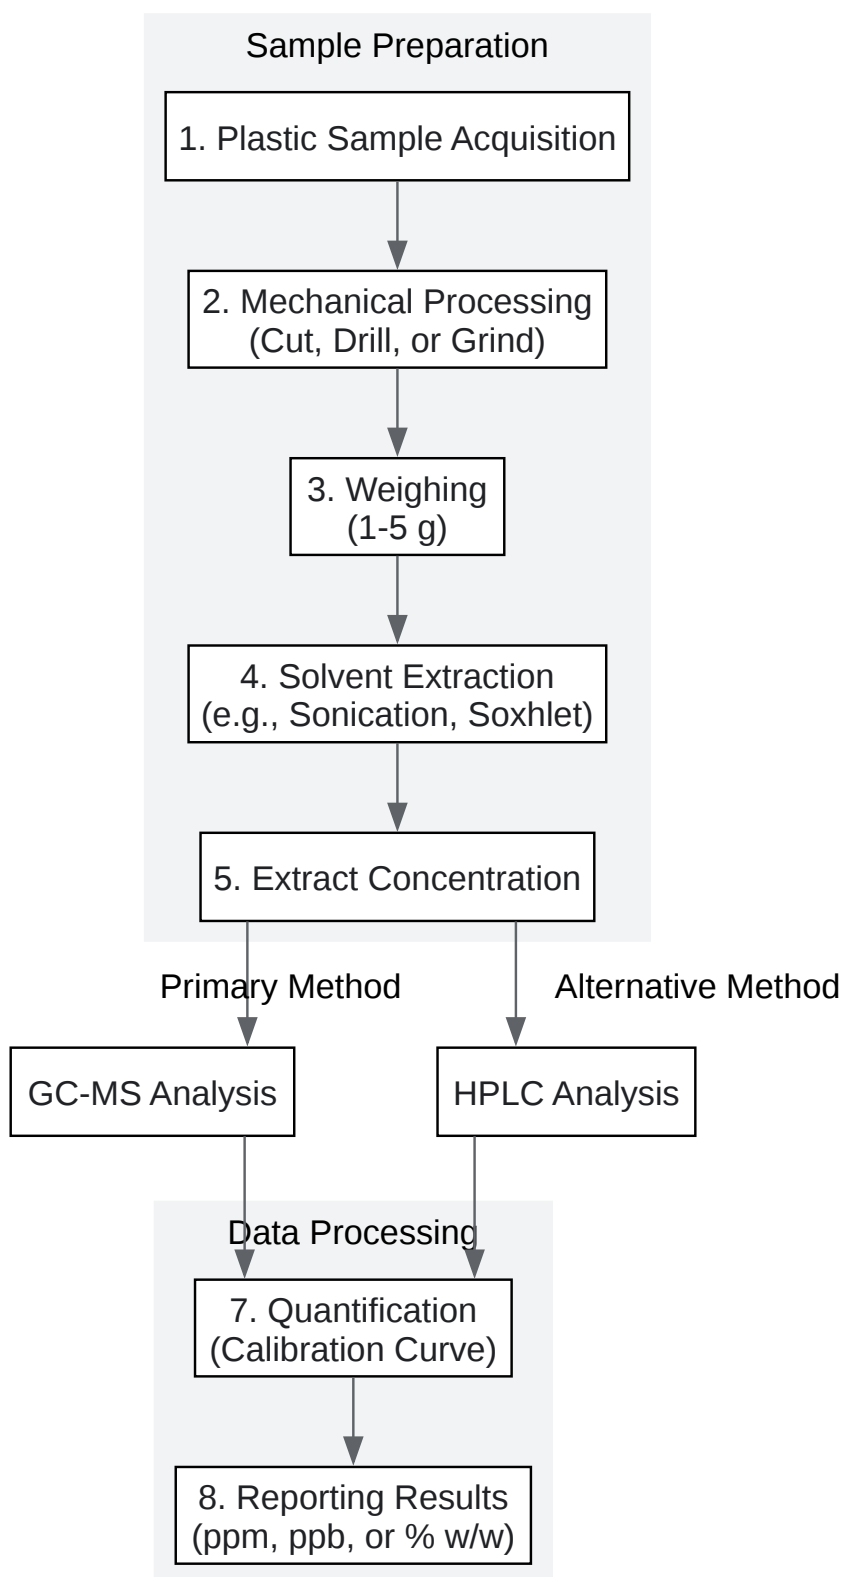 Sample Preparation
1. Plastic Sample Acquisition
2. Mechanical Processing
(Cut, Drill, or Grind)
3. Weighing
(1-5 g)
4. Solvent Extraction
(e.g., Sonication, Soxhlet)
5. Extract Concentration
Primary Method
Alternative Method
GC-MS Analysis
HPLC Analysis
Data Processing
7. Quantification
(Calibration Curve)
8. Reporting Results
(ppm, ppb, or % w/w)